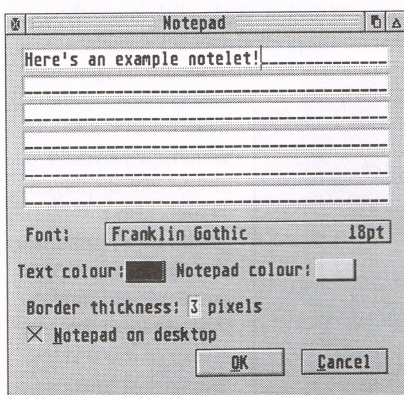 Notepad
Here's an example notelet!
Font: Franklin Gothic 18pt
Text colour: Notepad colour:
Border thickness: 3 pixels
Notepad on desktop
OK Cancel